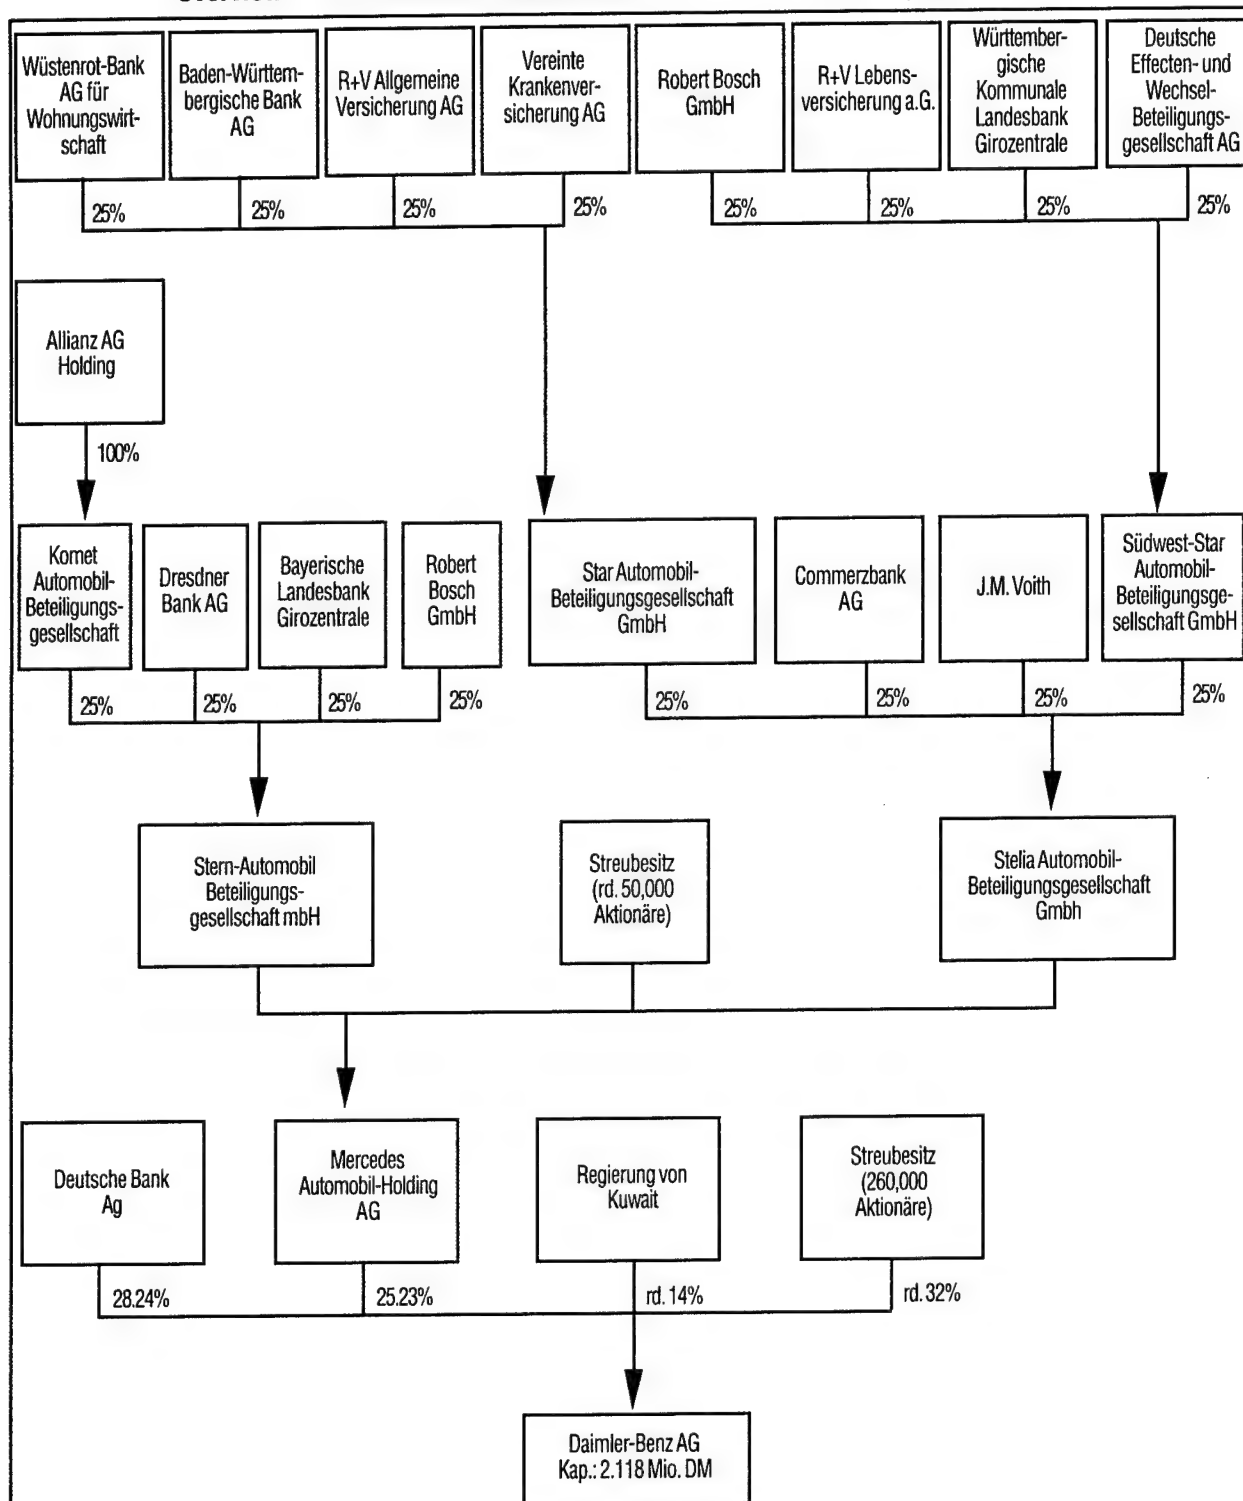 Wüstenrot-Bank
AG für
Wohnungswirt-
schaft
Baden-Württem-
bergische Bank
AG
R+V Allgemeine
Versicherung AG
Vereinte
Krankenver-
sicherung AG
Robert Bosch
GmbH
R+V Lebens-
versicherung a.G.
Württember-
gische
Kommunale
Landesbank
Girozentrale
Deutsche
Effecten- und
Wechsel-
Beteiligungs-
gesellschaft AG
25%
25%
25%
25%
25%
25%
25%
25%
Allianz AG
Holding
100%
Komet
Automobil-
Beteiligungs-
gesellschaft
Dresdner
Bank AG
Bayerische
Landesbank
Girozentrale
Robert
Bosch
GmbH
Star Automobil-
Beteiligungsgesellschaft
GmbH
Commerzbank
AG
J.M. Voith
Südwest-Star
Automobil-
Beteiligungsge-
sellschaft GmbH
25%
25%
25%
25%
25%
25%
25%
25%
Stern-Automobil
Beteiligungs-
gesellschaft mbH
Streubesitz
(rd. 50,000
Aktionäre)
Stelia Automobil-
Beteiligungsgesellschaft
Gmbh
Deutsche Bank
Ag
Mercedes
Automobil-Holding
AG
Regierung von
Kuwait
Streubesitz
(260,000
Aktionäre)
28.24%
25.23%
rd. 14%
rd. 32%
Daimler-Benz AG
Kap.: 2.118 Mio. DM